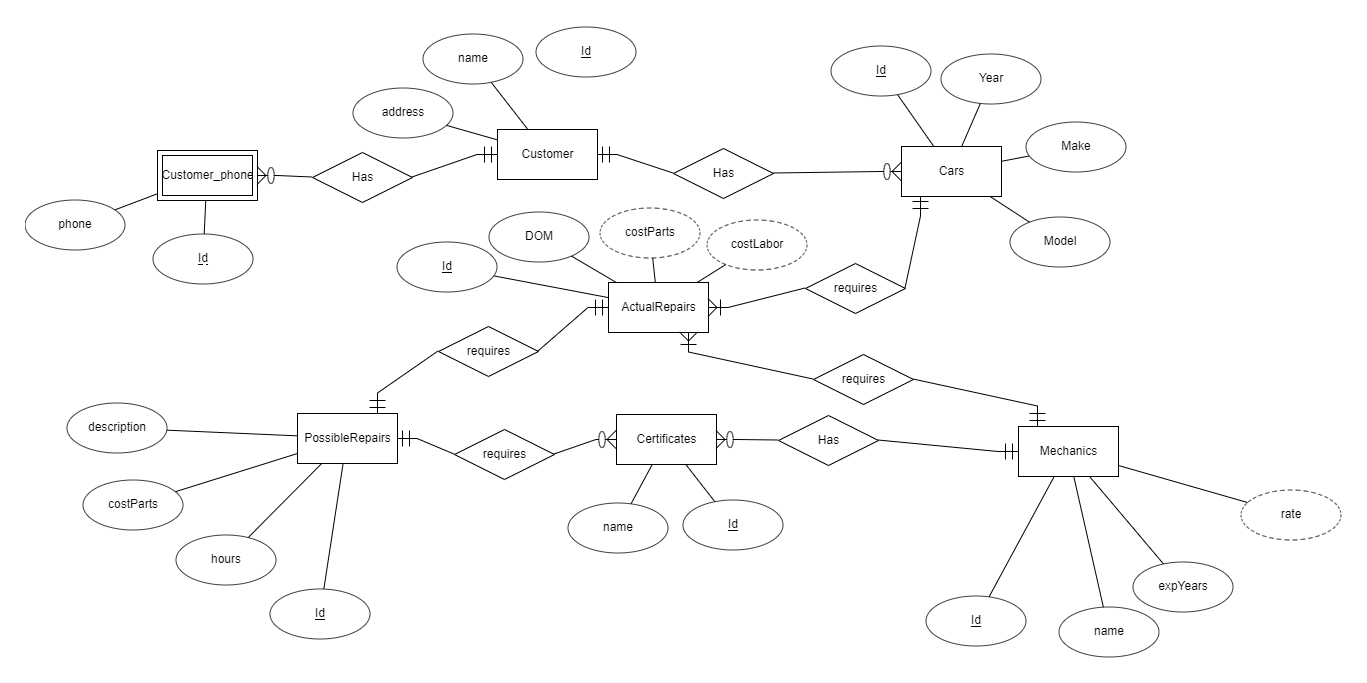 name
Id
Id
Year
address
Make
Customer
Cars
Customer_phone
Has
Has
phone
Id
DOM
costParts
costLabor
Model
Id
ActualRepairs
requires
requires
requires
description
PossibleRepairs
Certificates
Has
Mechanics
requires
costParts
name
Id
rate
hours
expYears
Id
Id
name